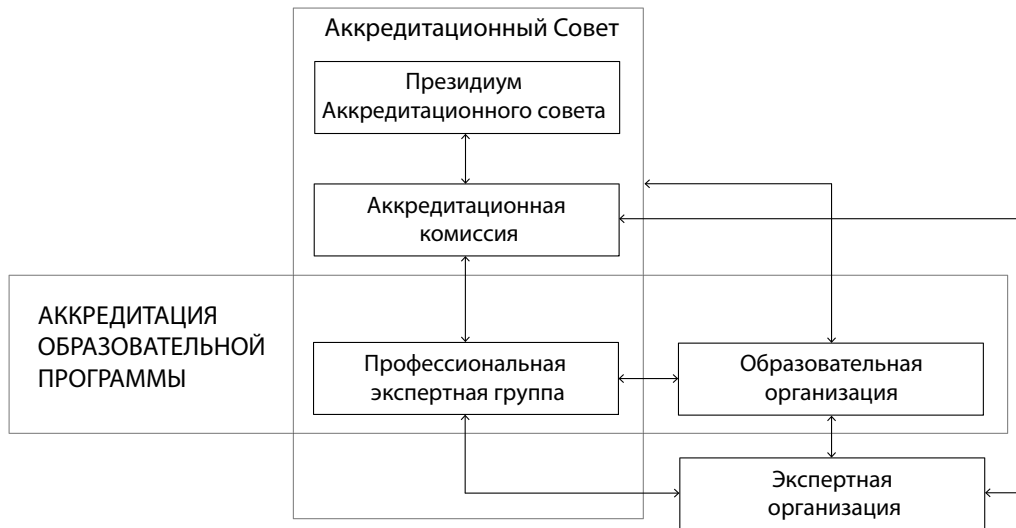 Аккредитационный Совет
Президиум
Аккредитационного совета
Аккредитационная
комиссия
АККРЕДИТАЦИЯ
ОБРАЗОВАТЕЛЬНОЙ
ПРОГРАММЫ
Профессиональная
экспертная группа
Образовательная
организация
Экспертная
организация